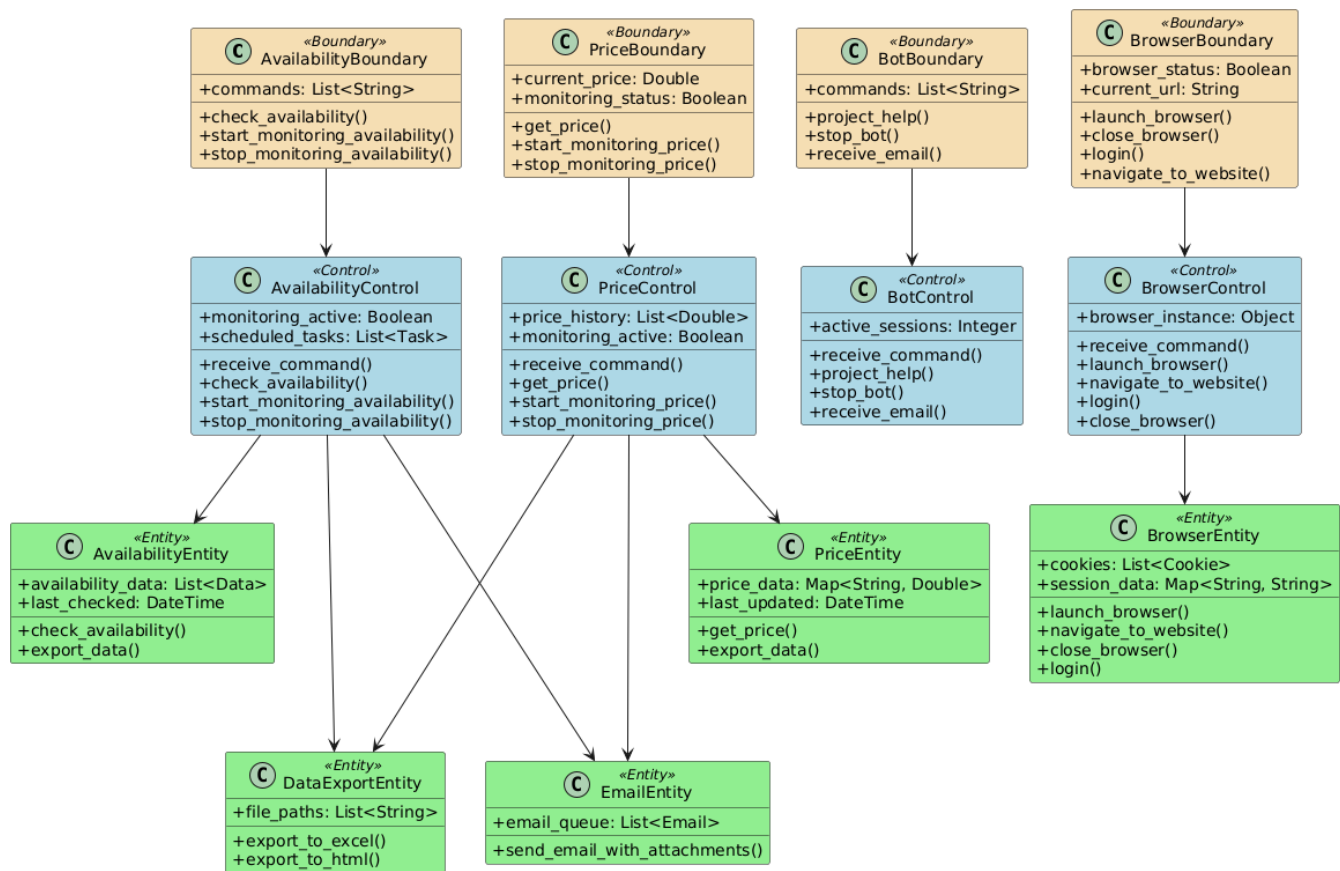 «Boundary»
C AvailabilityBoundary
+commands: List<String>
+check_availability()
+start_monitoring_availability()
+stop_monitoring_availability()
«Boundary»
C PriceBoundary
+current_price: Double
+monitoring_status: Boolean
+get_price()
+start_monitoring_price()
+stop_monitoring_price()
«Boundary»
C BotBoundary
+commands: List<String>
+project_help()
+stop_bot()
+receive_email()
«Boundary»
C BrowserBoundary
+browser_status: Boolean
+current_url: String
+launch_browser()
+close_browser()
+login()
+navigate_to_website()
«Control»
C AvailabilityControl
+monitoring_active: Boolean
+scheduled_tasks: List<Task>
+receive_command()
+check_availability()
+start_monitoring_availability()
+stop_monitoring_availability()
«Control»
C PriceControl
+price_history: List<Double>
+monitoring_active: Boolean
+receive_command()
+get_price()
+start_monitoring_price()
+stop_monitoring_price()
«Control»
C BotControl
+active_sessions: Integer
+receive_command()
+project_help()
+stop_bot()
+receive_email()
«Control»
C BrowserControl
+browser_instance: Object
+receive_command()
+launch_browser()
+navigate_to_website()
+login()
+close_browser()
«Entity»
C AvailabilityEntity
+availability_data: List<Data>
+last_checked: DateTime
+check_availability()
+export_data()
«Entity»
C PriceEntity
+price_data: Map<String, Double>
+last_updated: DateTime
+get_price()
+export_data()
«Entity»
C BrowserEntity
+cookies: List<Cookie>
+session_data: Map<String, String>
+launch_browser()
+navigate_to_website()
+close_browser()
+login()
«Entity»
C DataExportEntity
+file_paths: List<String>
+export_to_excel()
+export_to_html()
«Entity»
C EmailEntity
+email_queue: List<Email>
+send_email_with_attachments()